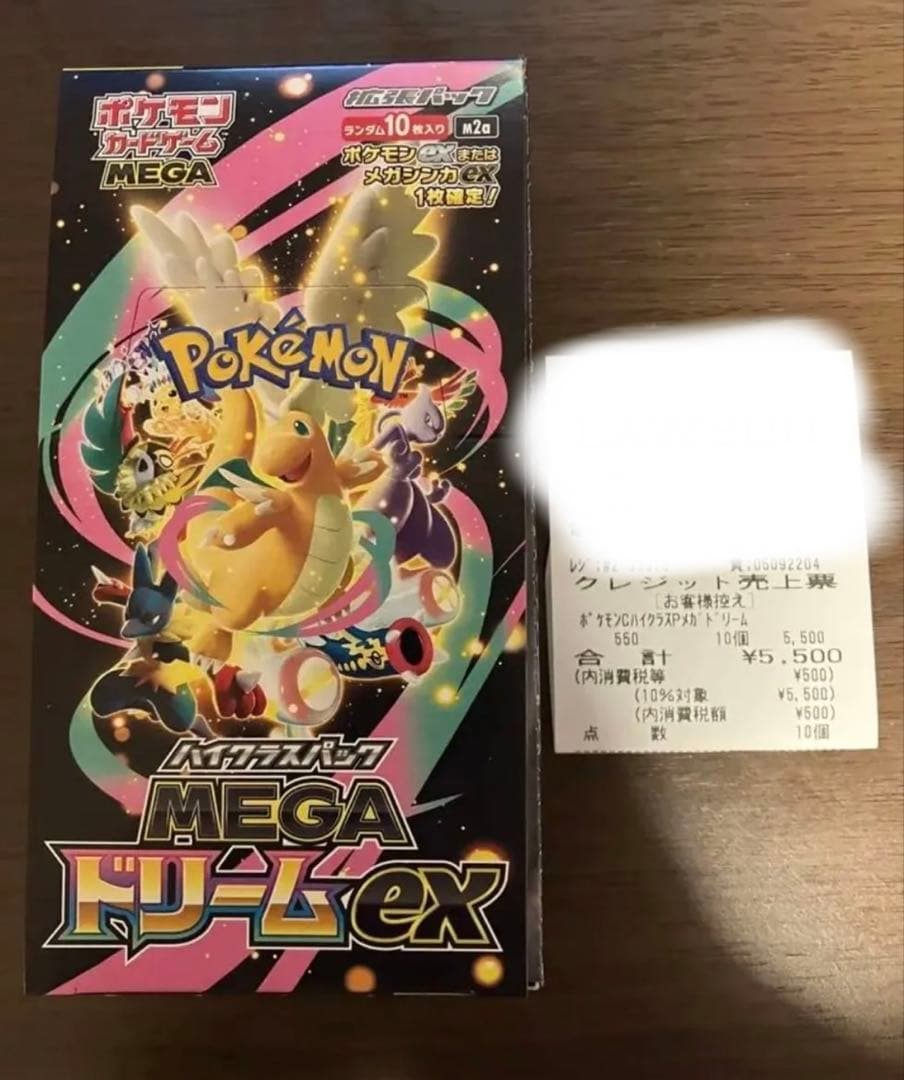 ポケモン
カードゲーム
MEGA
拡張パック
ランダム10枚入り M2a
ポケモンexまたは
メガシンカex
1枚確定!
POKéMON
ハイクラスパック
MEGA
ドリームex
責:06092204
クレジット売上票
[お客様控え]
ポケモンCハイクラスPメガドリーム
550 10個 5,500
合計 ¥5,500
(内消費税等 ¥500)
(10%対象 ¥5,500)
(内消費税額 ¥500)
点数 10個